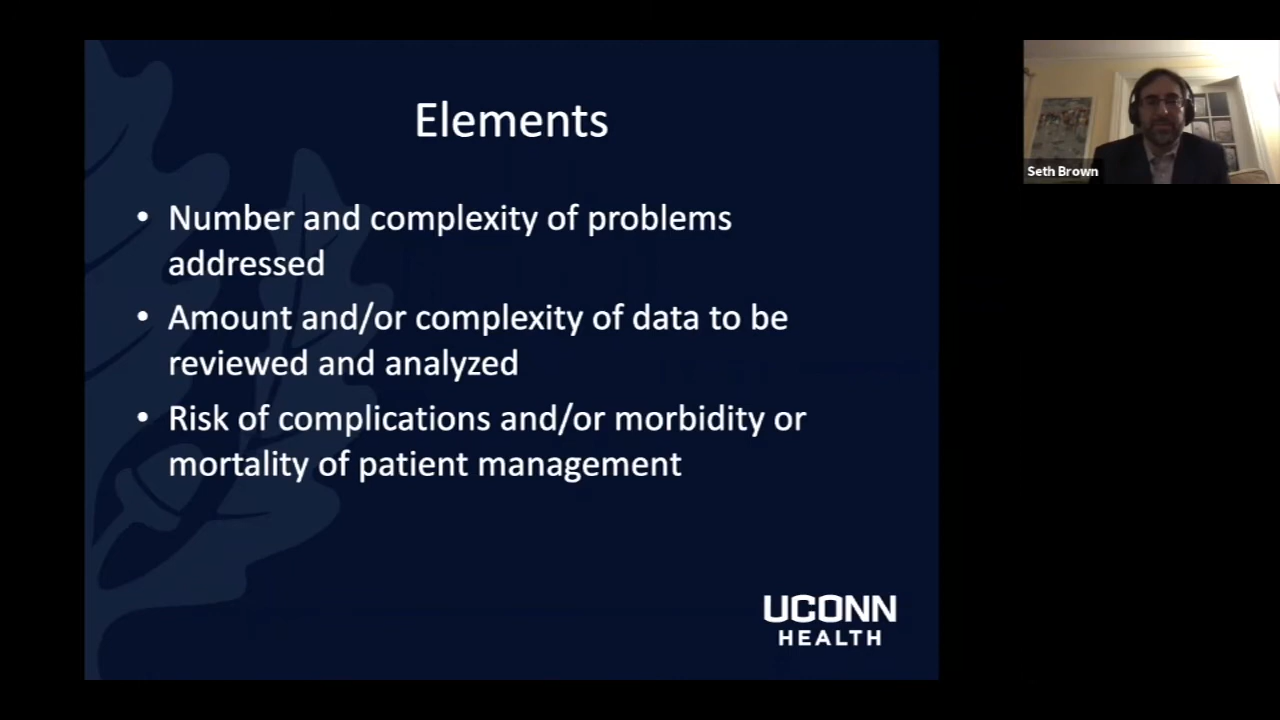 Elements
• Number and complexity of problems
addressed
• Amount and/or complexity of data to be
reviewed and analyzed
• Risk of complications and/or morbidity or
mortality of patient management
UCONN
HEALTH
Seth Brown